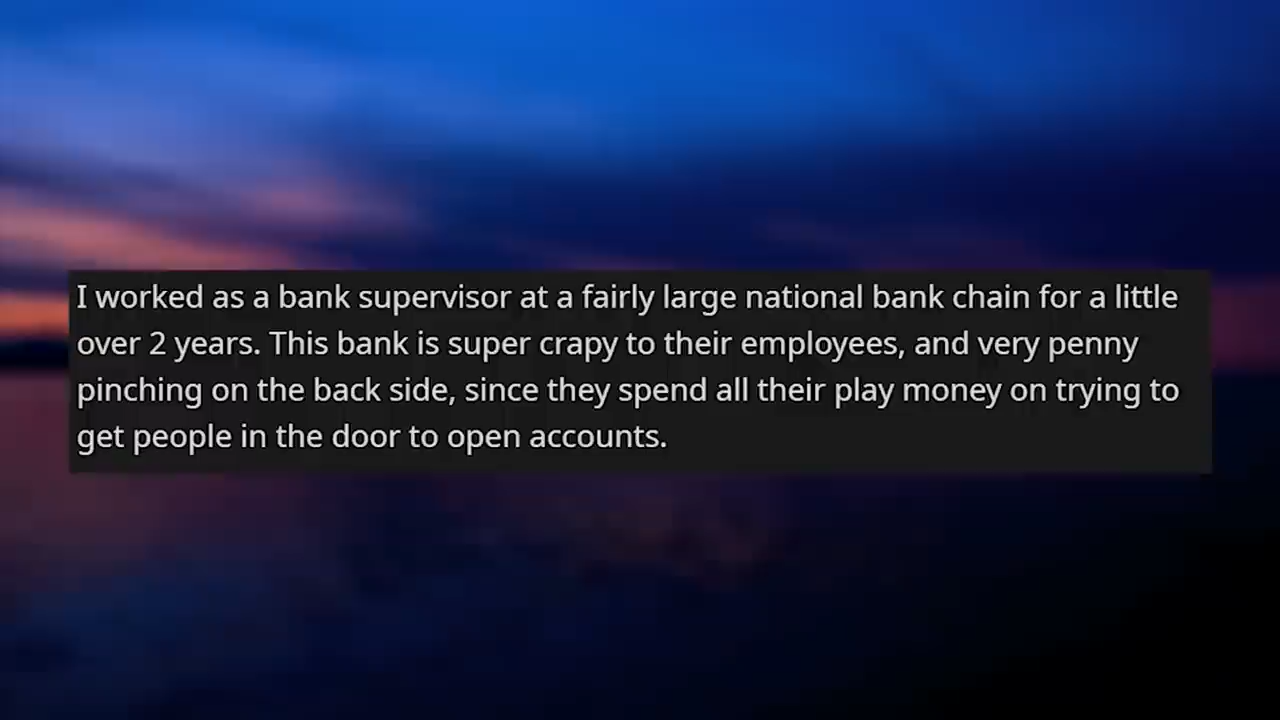 I worked as a bank supervisor at a fairly large national bank chain for a little
over 2 years. This bank is super crapy to their employees, and very penny
pinching on the back side, since they spend all their play money on trying to
get people in the door to open accounts.